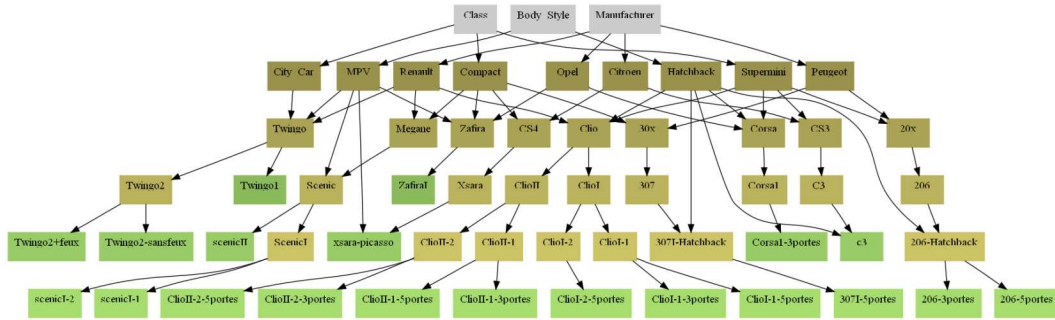 Class
Body Style
Manufacturer
City Car
MPV
Renault
Compact
Opel
Citroen
Hatchback
Supermini
Peugeot
Twingo
Megane
Zafira
CS4
Clio
30x
Corsa
CS3
20x
Twingo2
Twingo1
Scenic
ZafiraI
Xsara
ClioII
ClioI
307
Corsa1
C3
206
Twingo2+feux
Twingo2-sansfeux
scenicII
ScenicI
xsara-picasso
ClioII-2
ClioII-1
ClioI-2
ClioI-1
307I-Hatchback
Corsa1-3portes
c3
206-Hatchback
scenicI-2
scenicI-1
ClioII-2-5portes
ClioII-2-3portes
ClioII-1-5portes
ClioII-1-3portes
ClioI-2-5portes
ClioI-1-3portes
ClioI-1-5portes
307I-5portes
206-3portes
206-5portes